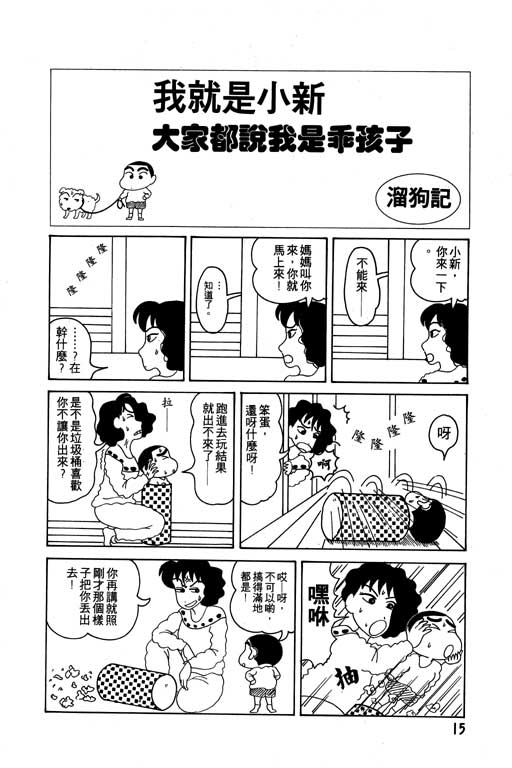 我就是小新
大家都說我是乖孩子
溜狗記
小新，
你來一下
。
不能來——
媽媽叫你
來，你就
馬上來！
……
知道了。
隆隆隆隆
……？在
幹什麼？
呀
隆隆隆隆
笨蛋，
還呀什麼呀！
啊
跑進去玩結果
就出不來了——
拉—
是不是垃圾桶喜歡
你不讓你出來？
嘿咻
抽
哎—呀，
不可以喲，
搞得滿地
都是！
你再講就照
剛才那個樣
子把你丟出
去！
15